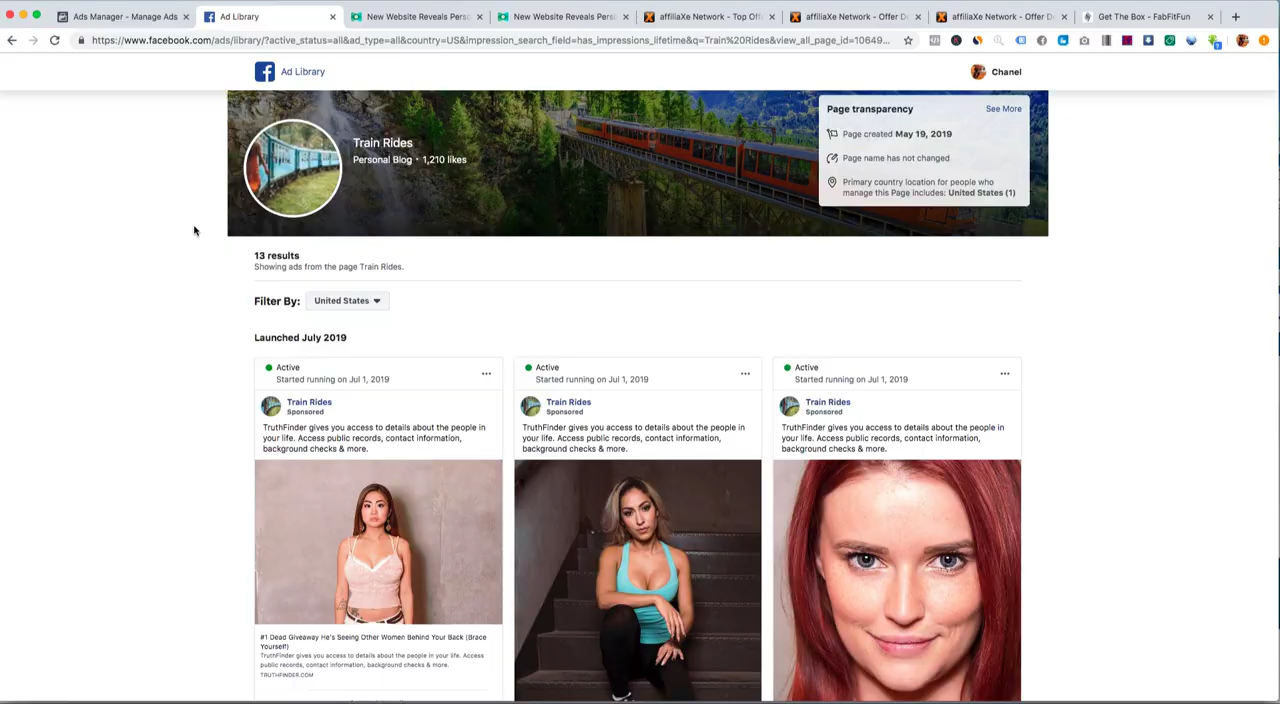 Ads Manager - Manage Ads
Ad Library
New Website Reveals Perso
New Website Reveals Perso
affiliaXe Network - Top Off
affiliaXe Network - Offer De
affiliaXe Network - Offer De
Get The Box - FabFitFun
https://www.facebook.com/ads/library/?active_status=all&ad_type=all&country=US&impression_search_field=has_impressions_lifetime&q=Train%20Rides&view_all_page_id=10649...
Ad Library
Chanel
Train Rides
Personal Blog • 1,210 likes
Page transparency
See More
Page created May 19, 2019
Page name has not changed
Primary country location for people who
manage this Page includes: United States (1)
13 results
Showing ads from the page Train Rides.
Filter By:
United States
Launched July 2019
Active
Started running on Jul 1, 2019
Train Rides
Sponsored
TruthFinder gives you access to details about the people in
your life. Access public records, contact information,
background checks & more.
#1 Dead Giveaway He's Seeing Other Women Behind Your Back (Brace
Yourself)
TruthFinder gives you access to details about the people in your life. Access
public records, contact information, background checks & more.
TRUTHFINDER.COM
Active
Started running on Jul 1, 2019
Train Rides
Sponsored
TruthFinder gives you access to details about the people in
your life. Access public records, contact information,
background checks & more.
Active
Started running on Jul 1, 2019
Train Rides
Sponsored
TruthFinder gives you access to details about the people in
your life. Access public records, contact information,
background checks & more.